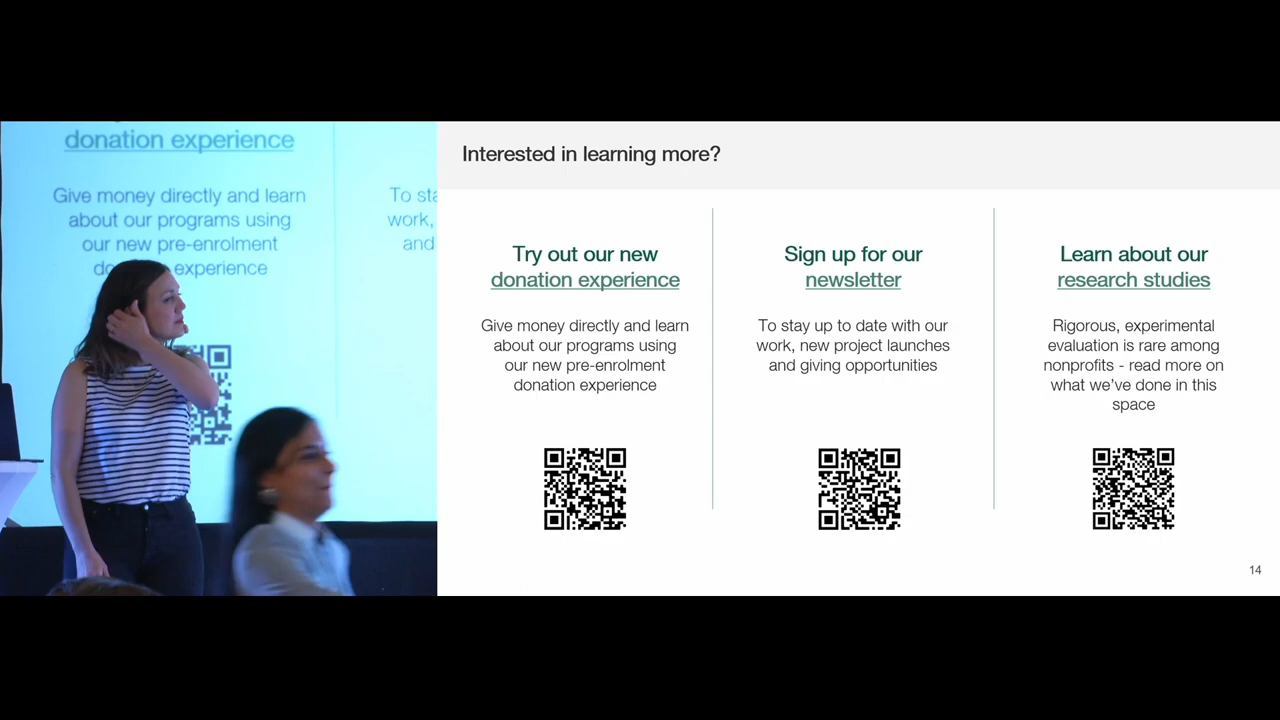 donation experience
Give money directly and learn
about our programs using
our new pre-enrolment
experience
To
work,
and
Interested in learning more?
Try out our new
donation experience
Give money directly and learn
about our programs using
our new pre-enrolment
donation experience
Sign up for our
newsletter
To stay up to date with our
work, new project launches
and giving opportunities
Learn about our
research studies
Rigorous, experimental
evaluation is rare among
nonprofits - read more on
what we've done in this
space
14